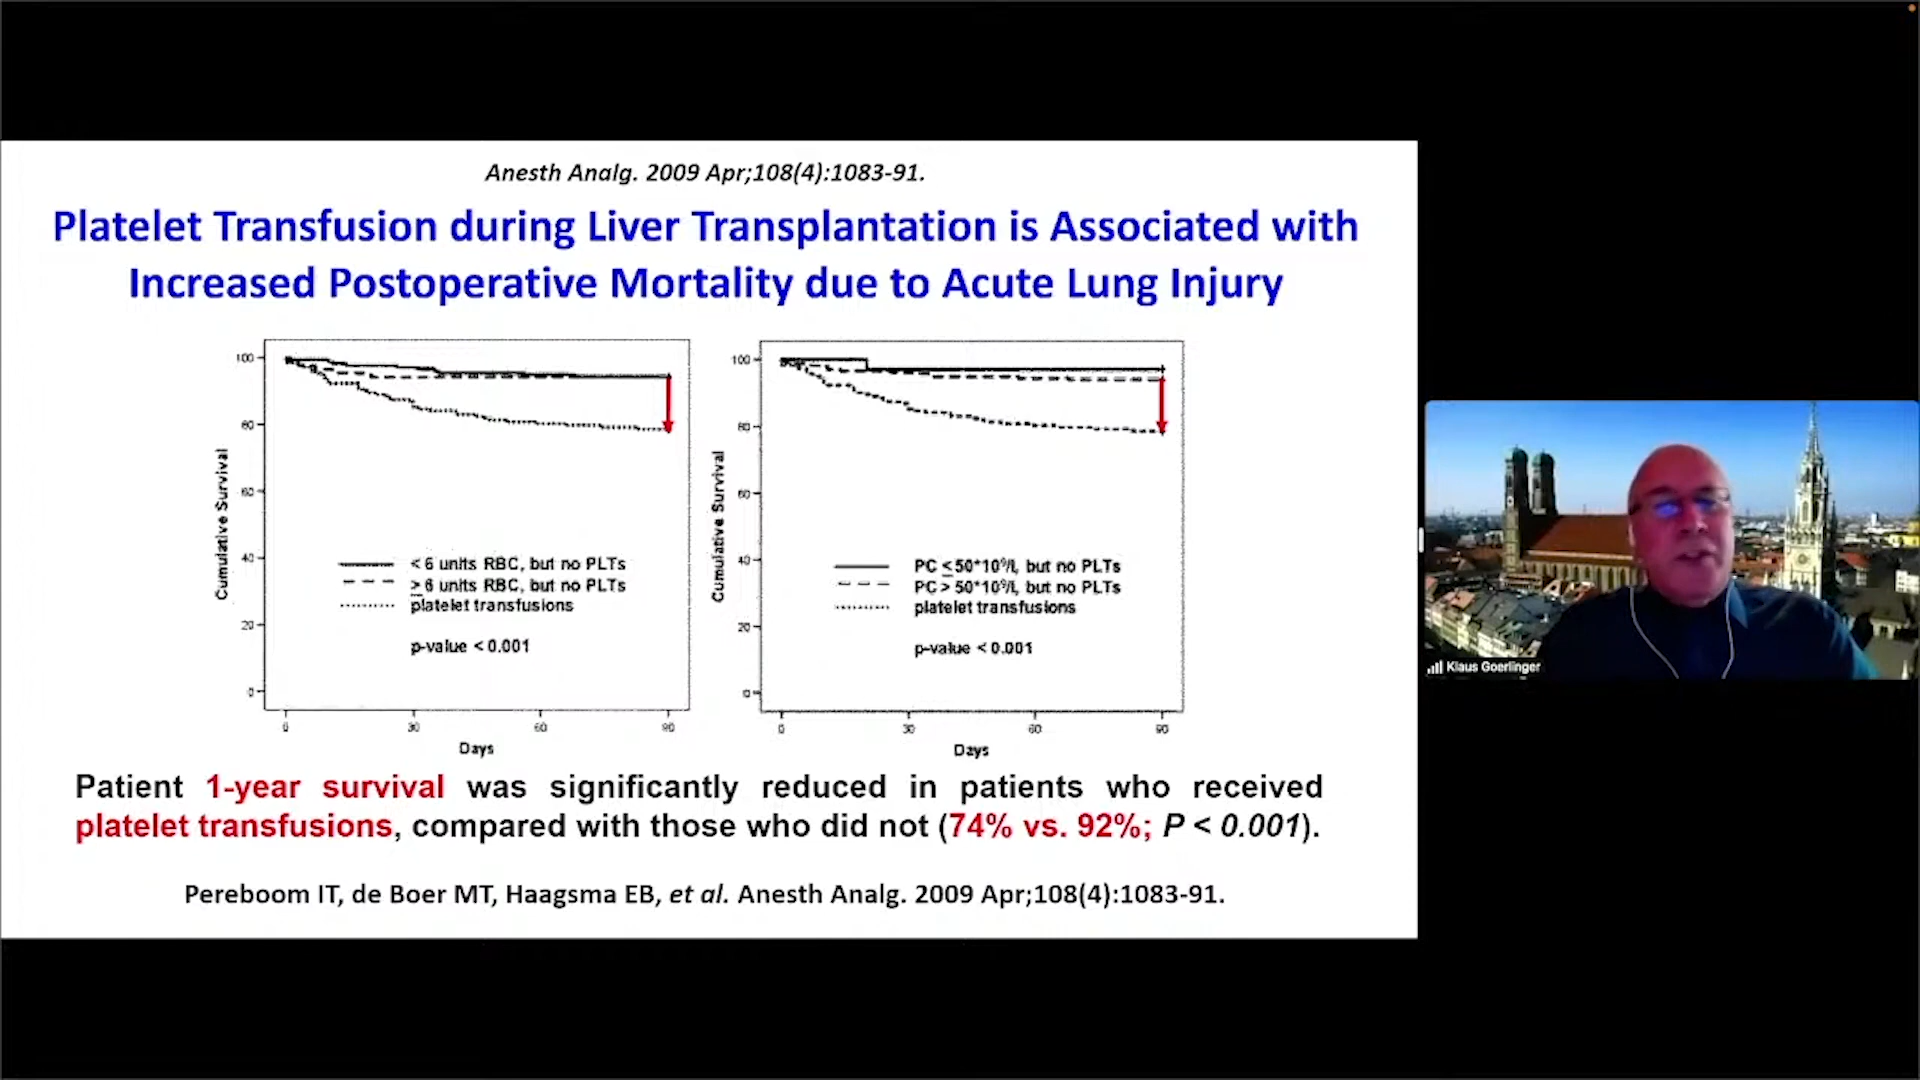 Anesth Analg. 2009 Apr;108(4):1083-91.
Platelet Transfusion during Liver Transplantation is Associated with
Increased Postoperative Mortality due to Acute Lung Injury
100
80
60
40
20
0
Cumulative Survival
< 6 units RBC, but no PLTs
≥ 6 units RBC, but no PLTs
platelet transfusions
p-value < 0.001
0 30 60 90
Days
100
80
60
40
20
0
Cumulative Survival
PC ≤ 50*10⁹/l, but no PLTs
PC > 50*10⁹/l, but no PLTs
platelet transfusions
p-value < 0.001
0 30 60 90
Days
Patient 1-year survival was significantly reduced in patients who received
platelet transfusions, compared with those who did not (74% vs. 92%; P < 0.001).
Pereboom IT, de Boer MT, Haagsma EB, et al. Anesth Analg. 2009 Apr;108(4):1083-91.
Klaus Goerlinger